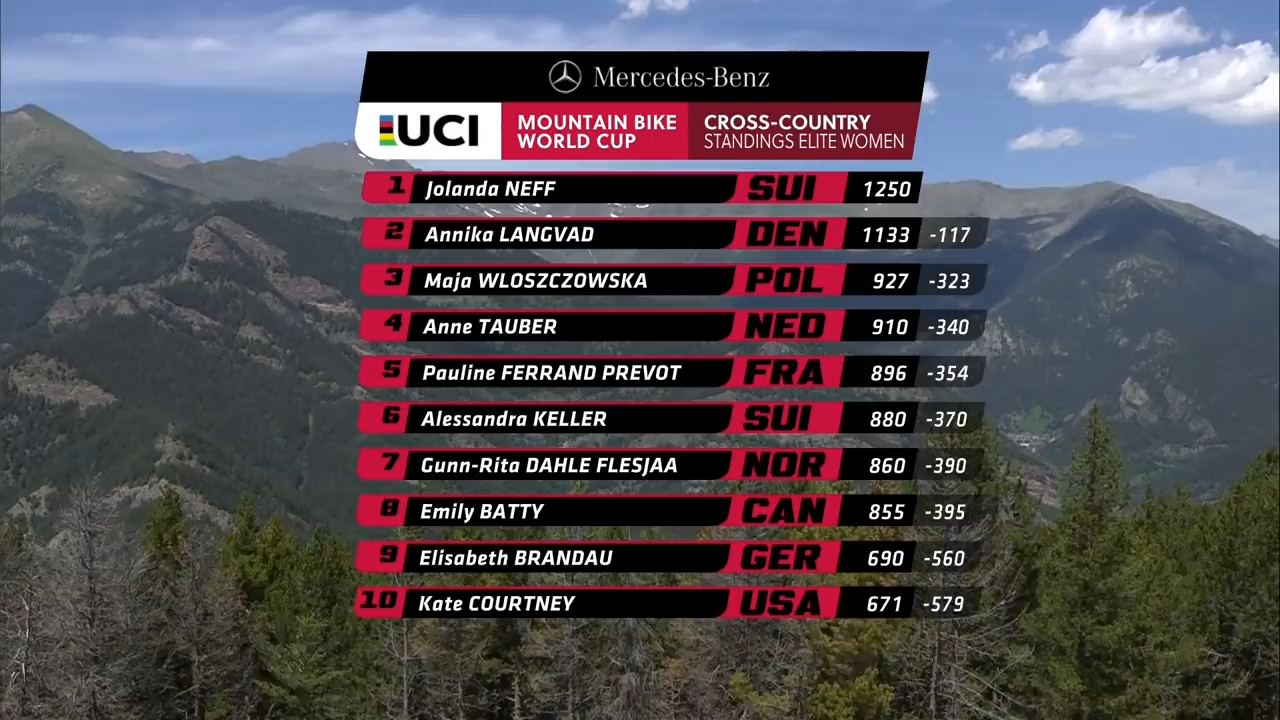 Mercedes-Benz
UCI MOUNTAIN BIKE WORLD CUP CROSS-COUNTRY STANDINGS ELITE WOMEN
1 Jolanda NEFF SUI 1250
2 Annika LANGVAD DEN 1133 -117
3 Maja WLOSZCZOWSKA POL 927 -323
4 Anne TAUBER NED 910 -340
5 Pauline FERRAND PREVOT FRA 896 -354
6 Alessandra KELLER SUI 880 -370
7 Gunn-Rita DAHLE FLESJAA NOR 860 -390
8 Emily BATTY CAN 855 -395
9 Elisabeth BRANDAU GER 690 -560
10 Kate COURTNEY USA 671 -579